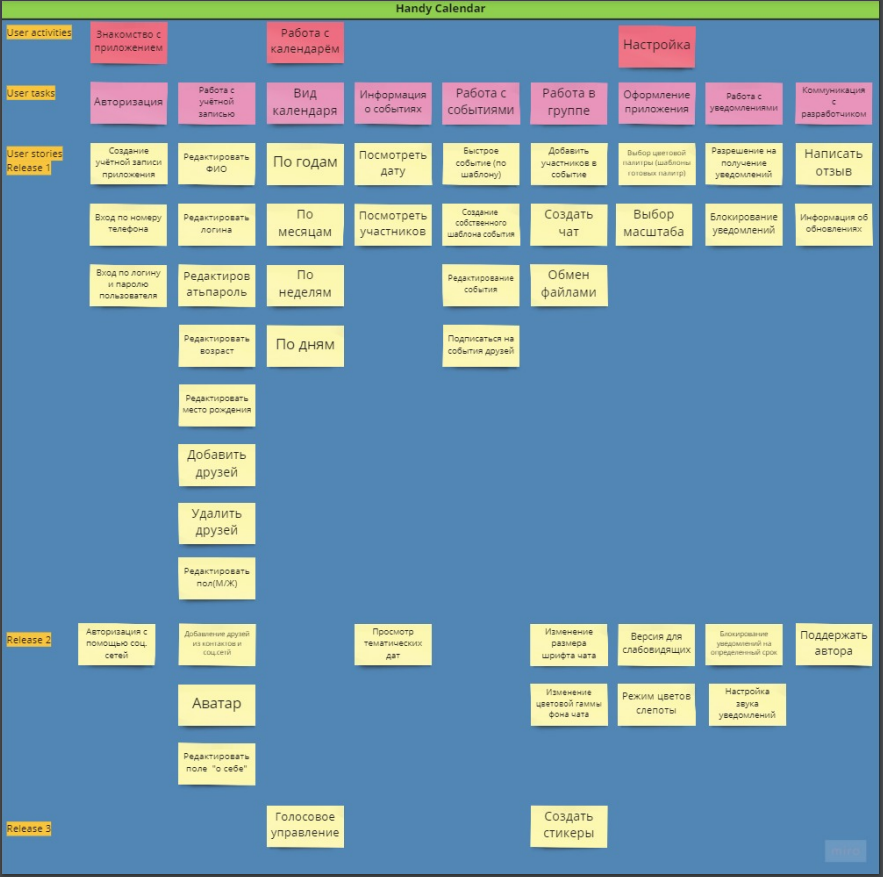 Handy Calendar
User activities
Знакомство с
приложением
Работа с
календарём
Настройка
User tasks
Авторизация
Работа с
учётной
записью
Вид
календаря
Информация
о событиях
Работа с
событиями
Работа в
группе
Оформление
приложения
Работа с
уведомлениями
Коммуникация
с
разработчиком
User stories
Release 1
Создание
учётной записи
приложения
Редактировать
ФИО
По годам
Посмотреть
дату
Быстрое
событие (по
шаблону)
Добавить
участников в
событие
Выбор цветовой
палитры (шаблоны
готовых палитр)
Разрешение на
получение
уведомлений
Написать
отзыв
Вход по номеру
телефона
Редактировать
логина
По
месяцам
Посмотреть
участников
Создание
собственного
шаблона события
Создать
чат
Выбор
масштаба
Блокирование
уведомлений
Информация об
обновлениях
Вход по логину
и паролю
пользователя
Редактиров
атьпароль
По
неделям
Редактирование
события
Обмен
файлами
Редактировать
возраст
По дням
Подписаться на
события друзей
Редактировать
место рождения
Добавить
друзей
Удалить
друзей
Редактировать
пол(М/Ж)
Release 2
Авторизация с
помощью соц.
сетей
Добавление друзей
из контактов и
соц.сетй
Просмотр
тематических
дат
Изменение
размера
шрифта чата
Версия для
слабовидящих
Блокирование
уведомлений на
определенный срок
Поддержать
автора
Аватар
Изменение
цветовой гаммы
фона чата
Режим цветов
слепоты
Настройка
звука
уведомлений
Редактировать
поле "о себе"
Release 3
Голосовое
управление
Создать
стикеры
miro